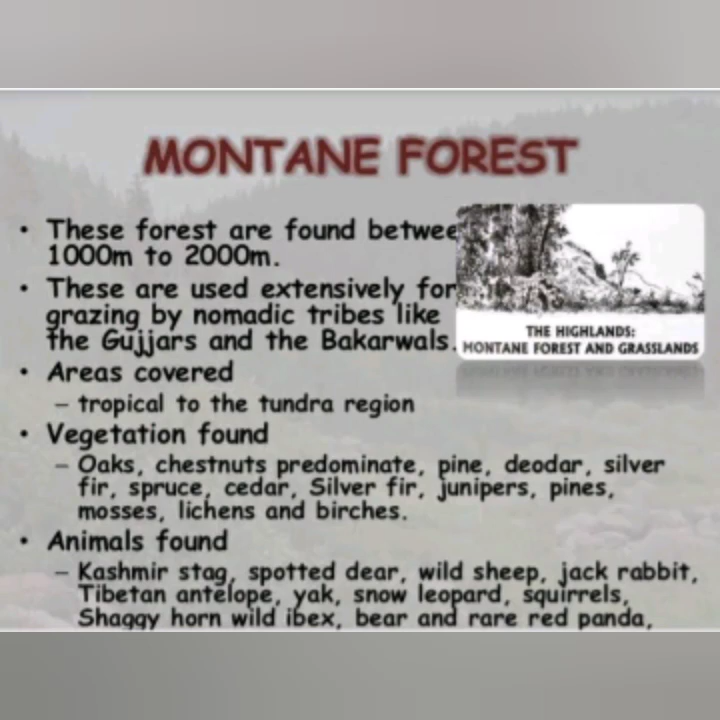 MONTANE FOREST
• These forest are found betwee
1000m to 2000m.
• These are used extensively for
grazing by nomadic tribes like
the Gujjars and the Bakarwals.
• Areas covered
– tropical to the tundra region
• Vegetation found
– Oaks, chestnuts predominate, pine, deodar, silver
fir, spruce, cedar, Silver fir, junipers, pines,
mosses, lichens and birches.
• Animals found
– Kashmir stag, spotted dear, wild sheep, jack rabbit,
Tibetan antelope, yak, snow leopard, squirrels,
Shaggy horn wild ibex, bear and rare red panda,
THE HIGHLANDS:
MONTANE FOREST AND GRASSLANDS